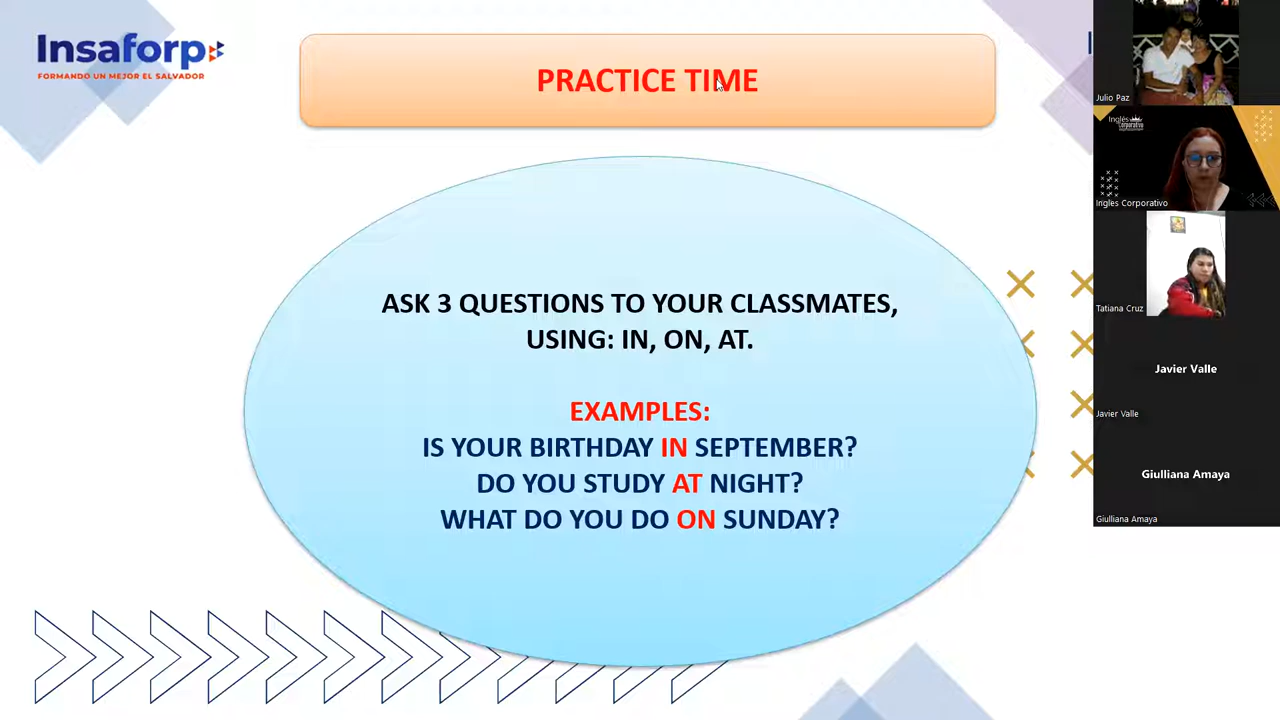 Insaforp
FORMANDO UN MEJOR EL SALVADOR
PRACTICE TIME
ASK 3 QUESTIONS TO YOUR CLASSMATES,
USING: IN, ON, AT.
EXAMPLES:
IS YOUR BIRTHDAY IN SEPTEMBER?
DO YOU STUDY AT NIGHT?
WHAT DO YOU DO ON SUNDAY?
Julio Paz
Inglés
Corporativo
Ingles Corporativo
Tatiana Cruz
Javier Valle
Javier Valle
Giulliana Amaya
Giulliana Amaya